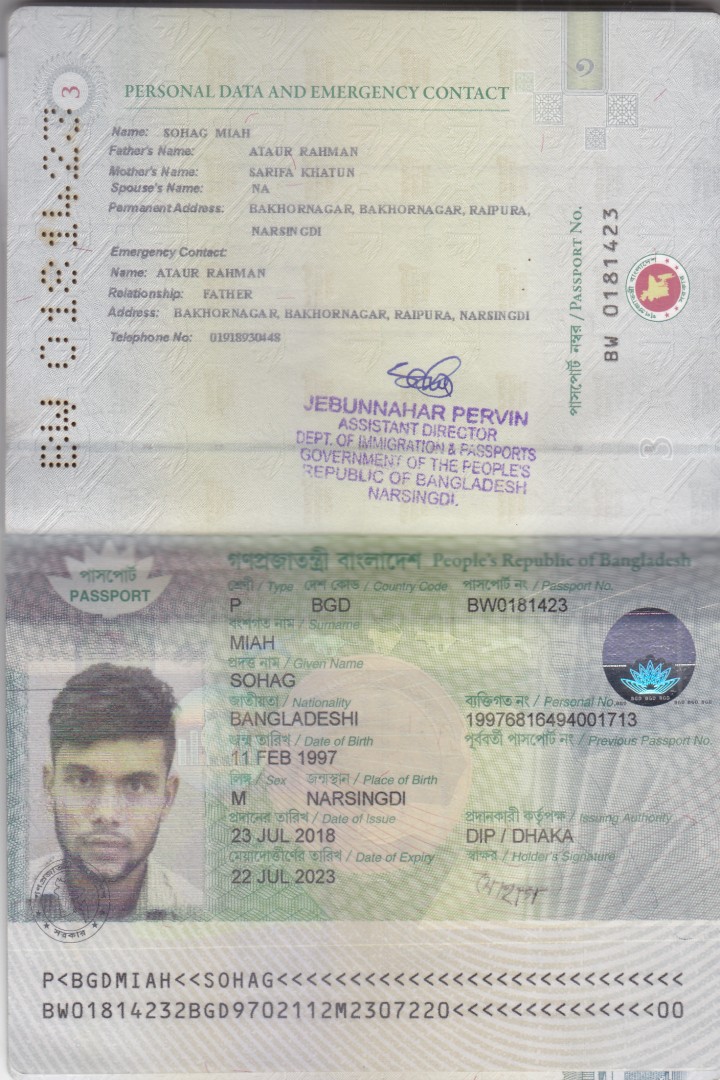 3
PERSONAL DATA AND EMERGENCY CONTACT
Name: SOHAG MIAH
Father's Name: ATAUR RAHMAN
Mother's Name: SARIFA KHATUN
Spouse's Name: NA
Permanent Address: BAKHORNAGAR, BAKHORNAGAR, RAIPURA,
NARSINGDI
Emergency Contact:
Name: ATAUR RAHMAN
Relationship: FATHER
Address: BAKHORNAGAR, BAKHORNAGAR, RAIPURA, NARSINGDI
Telephone No: 01918930448
BW 0181423
পাসপোর্ট নম্বর / PASSPORT No.
BW 0181423
৩
JEBUNNAHAR PERVIN
ASSISTANT DIRECTOR
DEPT. OF IMMIGRATION & PASSPORTS
GOVERNMENT OF THE PEOPLE'S
REPUBLIC OF BANGLADESH
NARSINGDI.
পাসপোর্ট
PASSPORT
গণপ্রজাতন্ত্রী বাংলাদেশ People's Republic of Bangladesh
শ্রেণী / Type দেশ কোড / Country Code পাসপোর্ট নং / Passport No.
P BGD BW0181423
বংশগত নাম / Surname
MIAH
প্রদত্ত নাম / Given Name
SOHAG
জাতীয়তা / Nationality ব্যক্তিগত নং / Personal No.
BANGLADESHI 19976816494001713
জন্ম তারিখ / Date of Birth পূর্ববর্তী পাসপোর্ট নং / Previous Passport No.
11 FEB 1997
লিঙ্গ / Sex জন্মস্থান / Place of Birth
M NARSINGDI
প্রদানের তারিখ / Date of Issue প্রদানকারী কর্তৃপক্ষ / Issuing Authority
23 JUL 2018 DIP / DHAKA
মেয়াদোত্তীর্ণের তারিখ / Date of Expiry স্বাক্ষর / Holder's Signature
22 JUL 2023 সোহাগ
সরকার
P<BGDMIAH<<SOHAG<<<<<<<<<<<<<<<<<<<<<<<<<<<<
BW01814232BGD9702112M2307220<<<<<<<<<<<<<<00